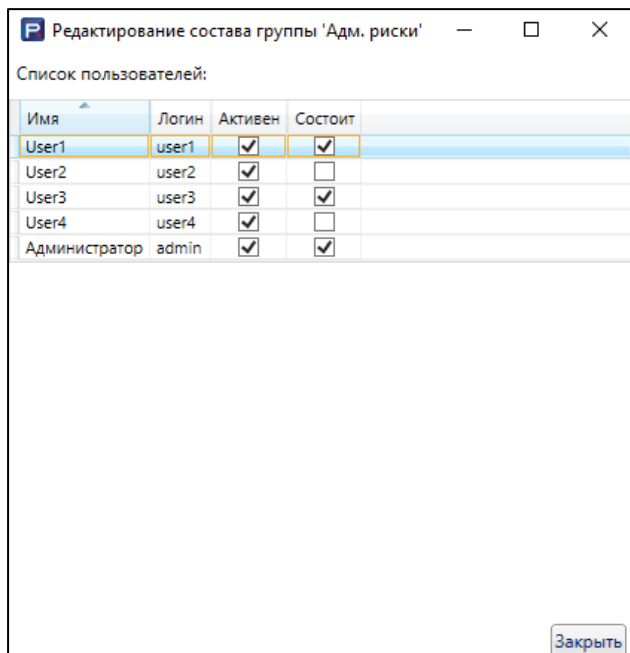 Редактирование состава группы 'Адм. риски'
Список пользователей:
Имя Логин Активен Состоит
User1 user1
User2 user2
User3 user3
User4 user4
Администратор admin
Закрыть